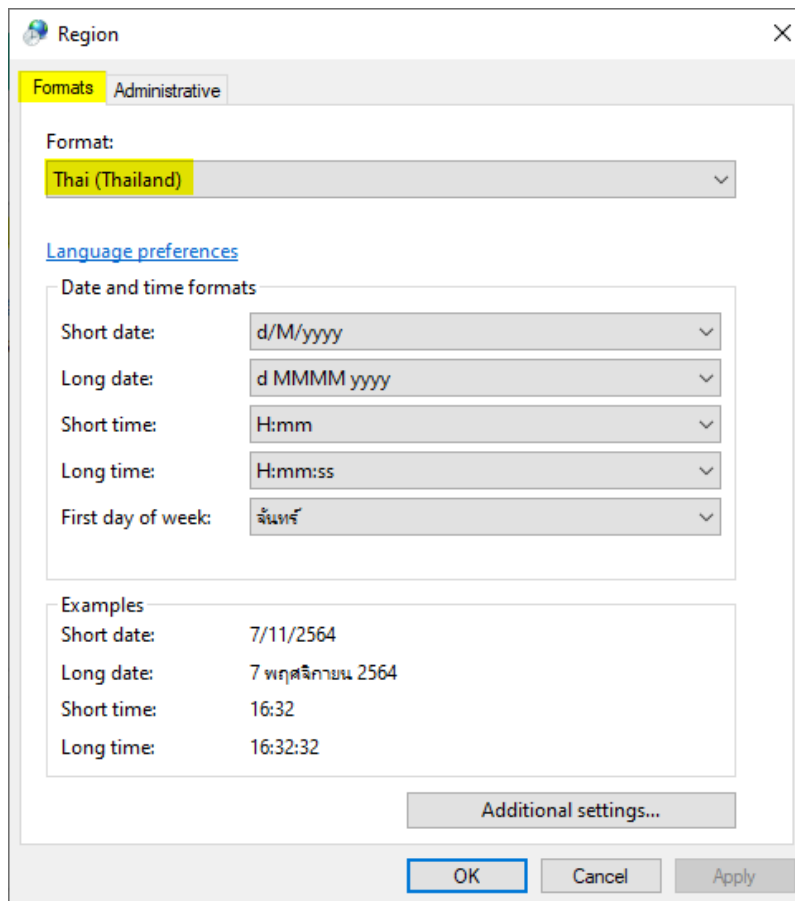 Region
Formats Administrative
Format:
Thai (Thailand)
Language preferences
Date and time formats
Short date: d/M/yyyy
Long date: d MMMM yyyy
Short time: H:mm
Long time: H:mm:ss
First day of week: จันทร์
Examples
Short date: 7/11/2564
Long date: 7 พฤศจิกายน 2564
Short time: 16:32
Long time: 16:32:32
Additional settings...
OK Cancel Apply